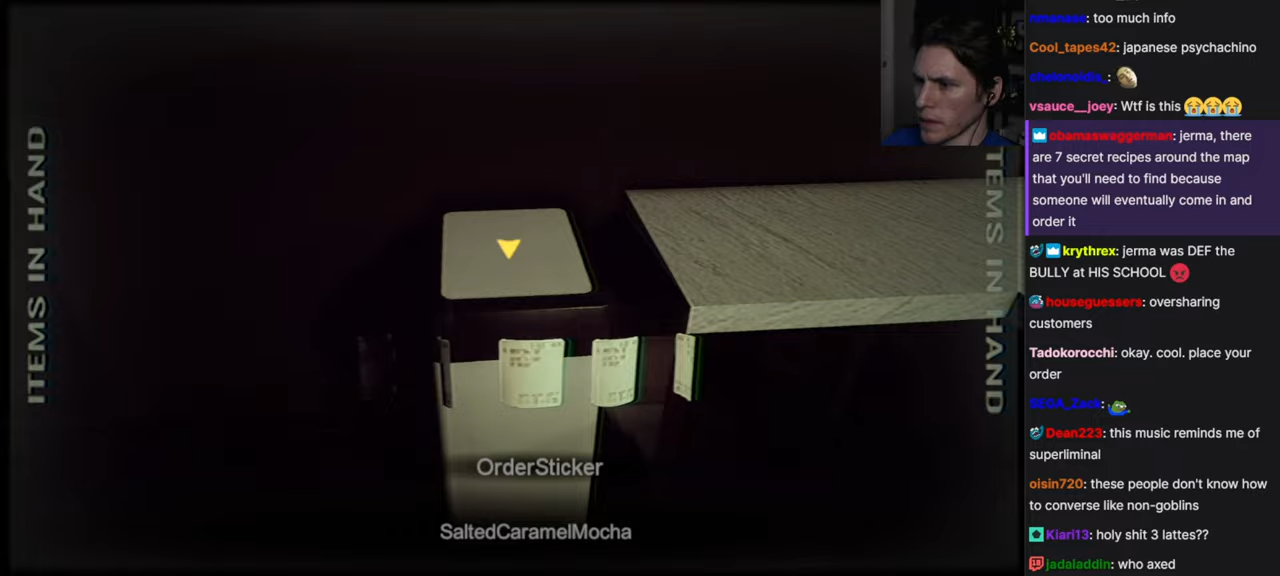 ITEMS IN HAND
ITEMS IN HAND
OrderSticker
SaltedCaramelMocha
nmanase: too much info
Cool_tapes42: japanese psychachino
vsauce__joey: Wtf is this
obamaswaggerman: jerma, there
are 7 secret recipes around the map
that you'll need to find because
someone will eventually come in and
order it
krythrex: jerma was DEF the
BULLY at HIS SCHOOL
houseguessers: oversharing
customers
Tadokorocchi: okay. cool. place your
order
SEGA_Zack:
Dean223: this music reminds me of
superliminal
oisin720: these people don't know how
to converse like non-goblins
Kiari13: holy shit 3 lattes??
jadaladdin: who axed